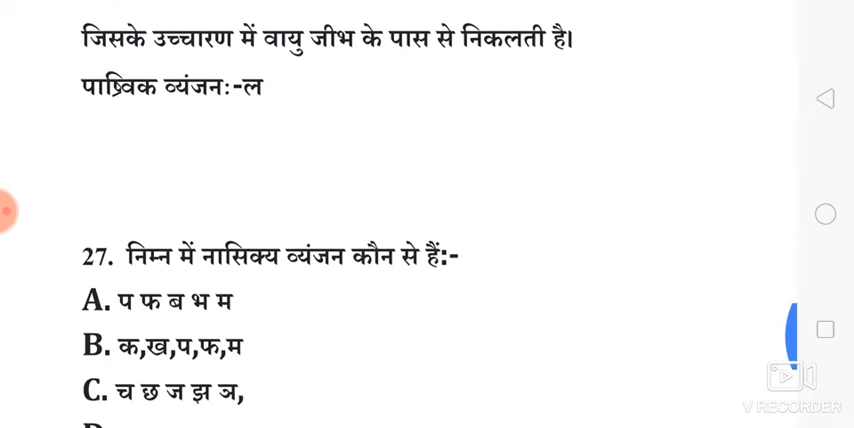 जिसके उच्चारण में वायु जीभ के पास से निकलती है।
पाष्र्विक व्यंजनः-ल
27. निम्न में नासिक्य व्यंजन कौन से हैं:-
A. प फ ब भ म
B. क,ख,प,फ,म
C. च छ ज झ ञ,
V RECORDER